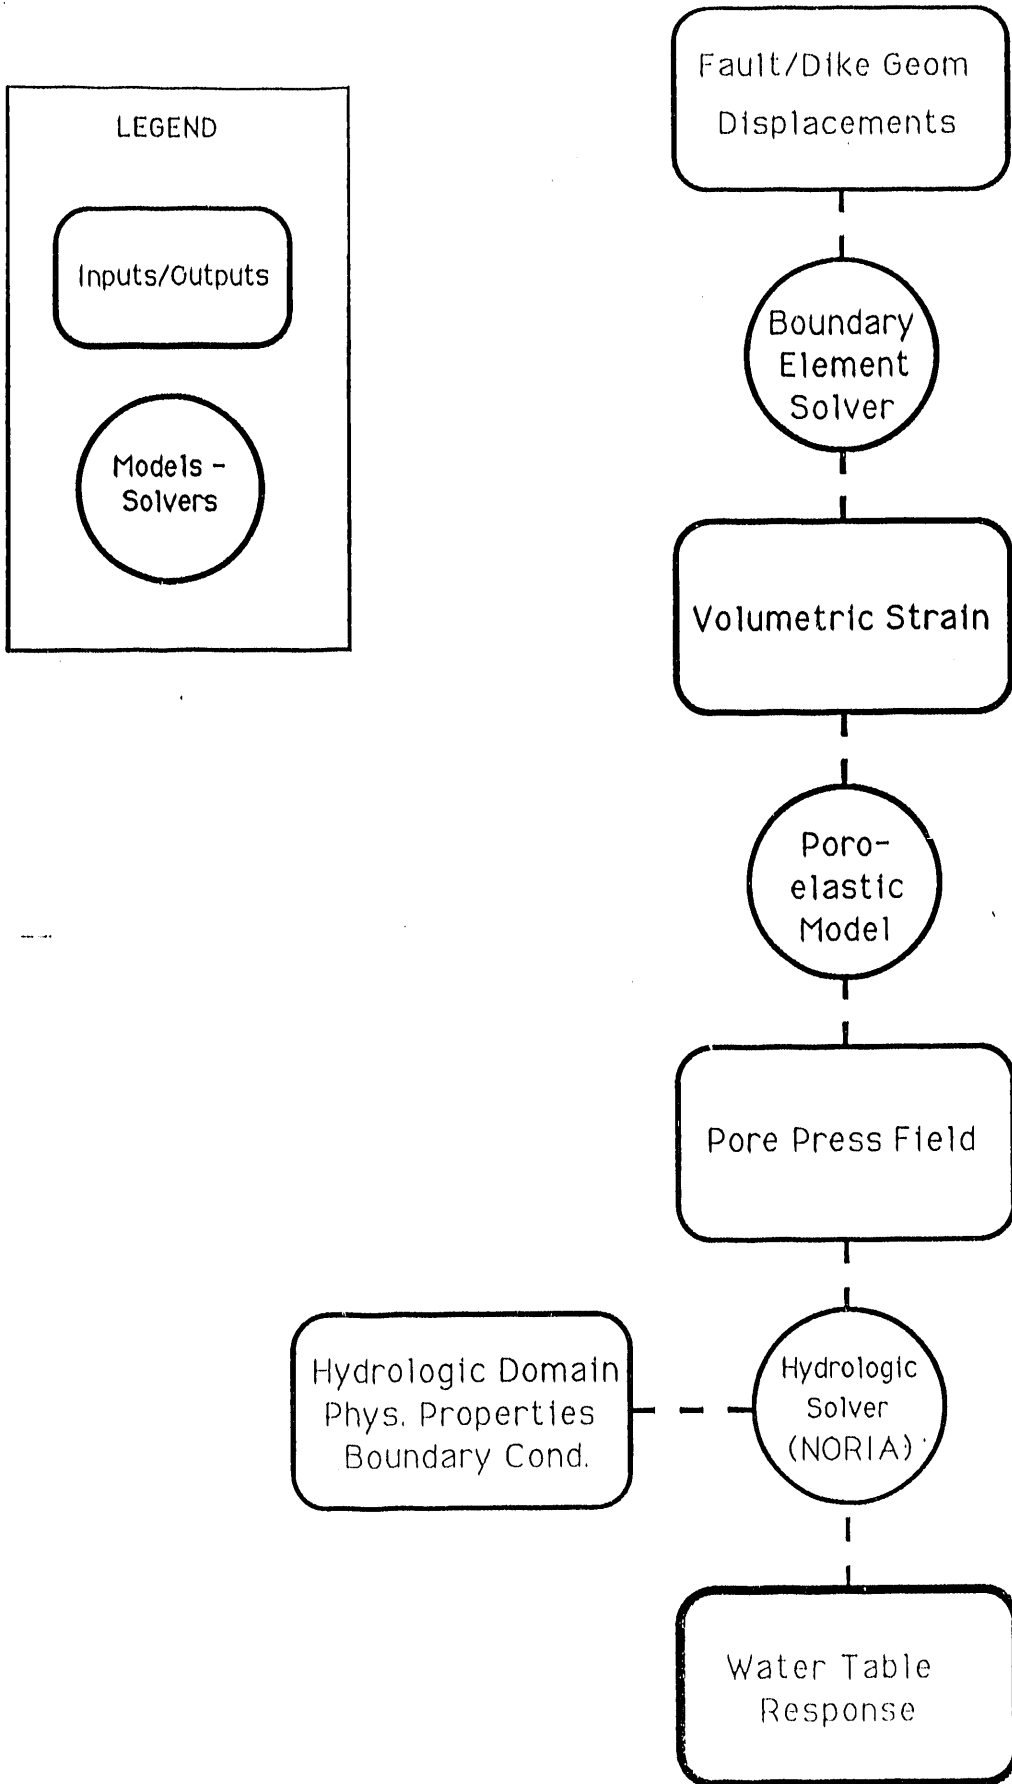 LEGEND
Inputs/Outputs
Models -
Solvers
Fault/Dike Geom
Displacements
Boundary
Element
Solver
Volumetric Strain
Poro-
elastic
Model
Pore Press Field
Hydrologic Domain
Phys. Properties
Boundary Cond.
Hydrologic
Solver
(NORIA)
Water Table
Response